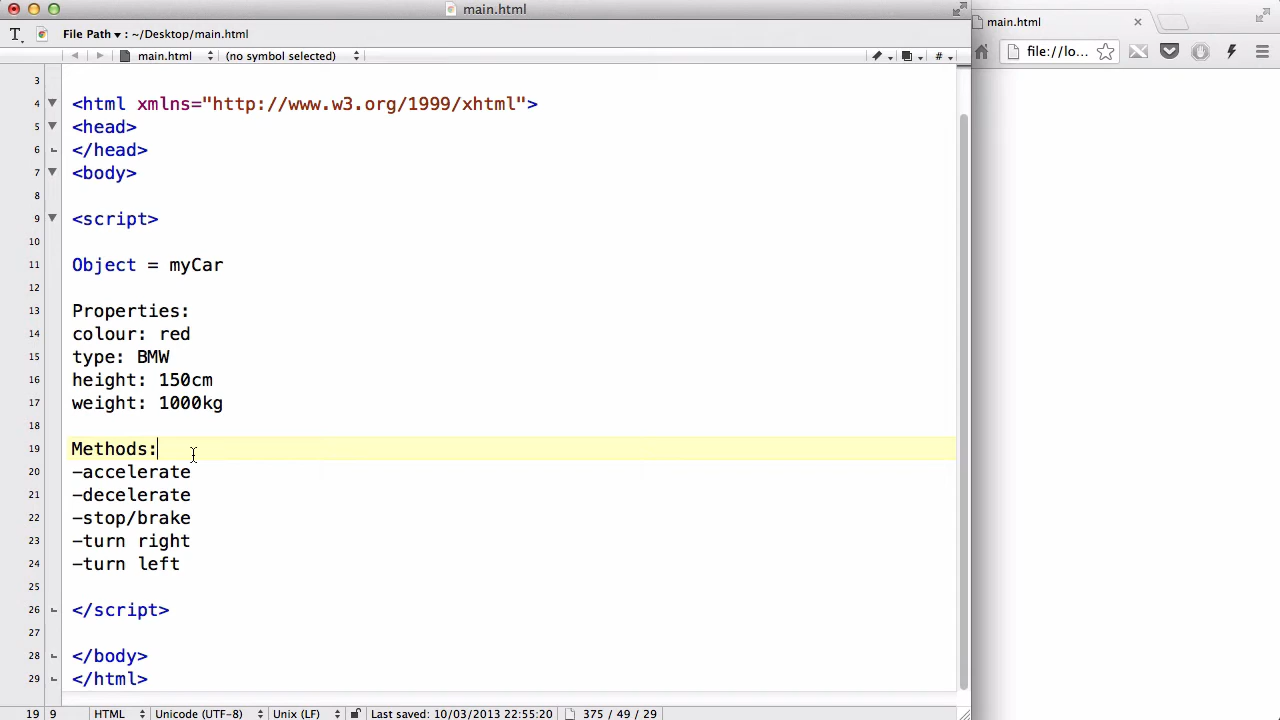 main.html
File Path ▾ : ~/Desktop/main.html
main.html
(no symbol selected)
#
3
4 <html xmlns="http://www.w3.org/1999/xhtml">
5 <head>
6 </head>
7 <body>
8
9 <script>
10
11 Object = myCar
12
13 Properties:
14 colour: red
15 type: BMW
16 height: 150cm
17 weight: 1000kg
18
19 Methods:
20 -accelerate
21 -decelerate
22 -stop/brake
23 -turn right
24 -turn left
25
26 </script>
27
28 </body>
29 </html>
19 9 HTML Unicode (UTF-8) Unix (LF) Last saved: 10/03/2013 22:55:20 375 / 49 / 29
main.html
file://lo...